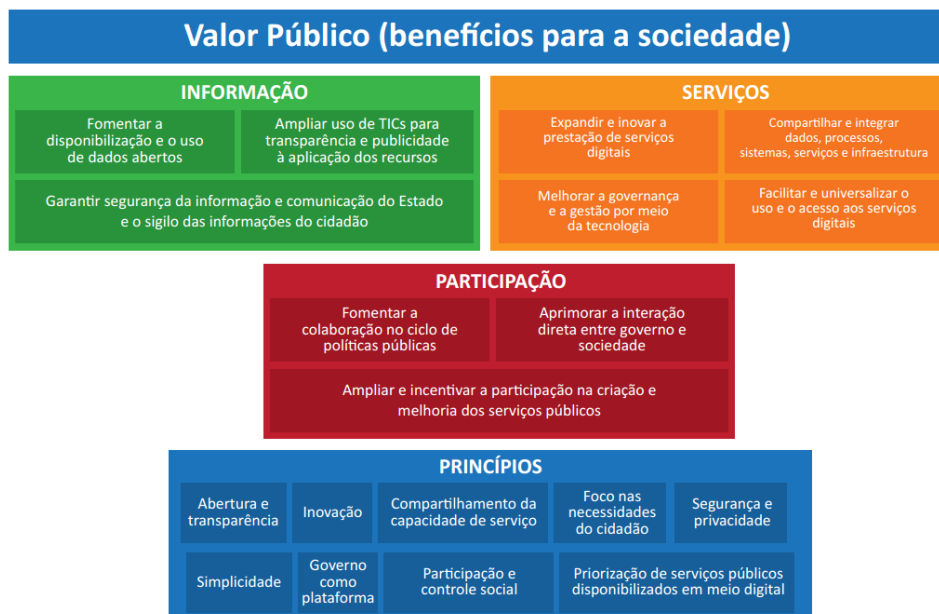 Valor Público (benefícios para a sociedade)
INFORMAÇÃO
Fomentar a
disponibilização e o uso
de dados abertos
Ampliar uso de TICs para
transparência e publicidade
à aplicação dos recursos
Garantir segurança da informação e comunicação do Estado
e o sigilo das informações do cidadão
SERVIÇOS
Expandir e inovar a
prestação de serviços
digitais
Compartilhar e integrar
dados, processos,
sistemas, serviços e infraestrutura
Melhorar a governança
e a gestão por meio
da tecnologia
Facilitar e universalizar o
uso e o acesso aos serviços
digitais
PARTICIPAÇÃO
Fomentar a
colaboração no ciclo de
políticas públicas
Aprimorar a interação
direta entre governo e
sociedade
Ampliar e incentivar a participação na criação e
melhoria dos serviços públicos
PRINCÍPIOS
Abertura e
transparência
Inovação
Compartilhamento da
capacidade de serviço
Foco nas
necessidades
do cidadão
Segurança e
privacidade
Simplicidade
Governo
como
plataforma
Participação e
controle social
Priorização de serviços públicos
disponibilizados em meio digital